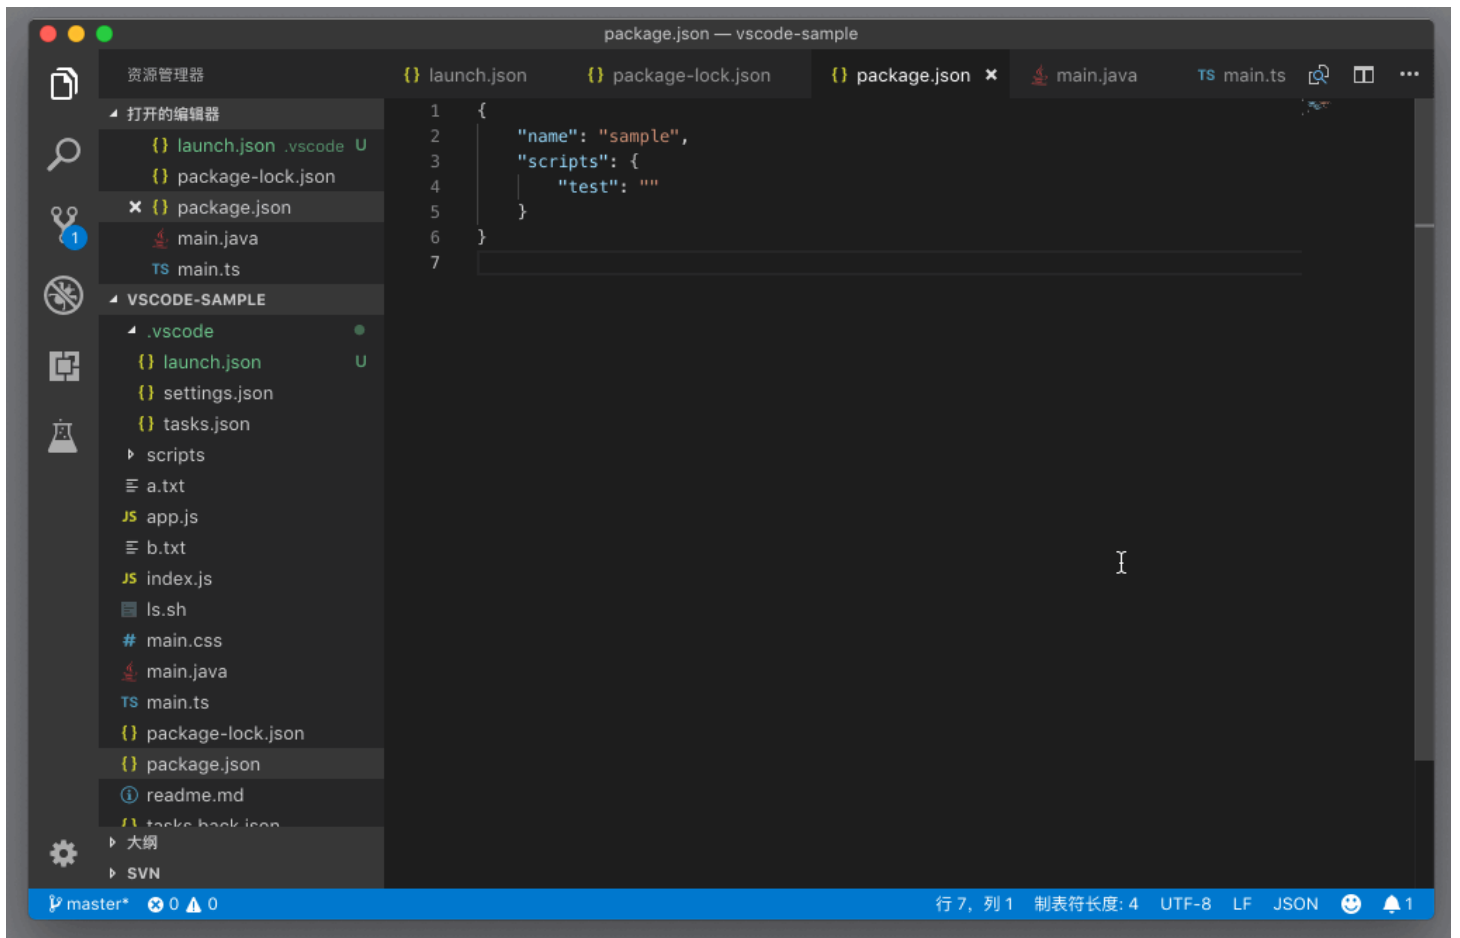 package.json — vscode-sample
资源管理器
{} launch.json
{} package-lock.json
{} package.json ×
main.java
TS main.ts
打开的编辑器
{} launch.json .vscode U
{} package-lock.json
× {} package.json
main.java
TS main.ts
VSCODE-SAMPLE
.vscode
{} launch.json U
{} settings.json
{} tasks.json
scripts
a.txt
JS app.js
b.txt
JS index.js
ls.sh
# main.css
main.java
TS main.ts
{} package-lock.json
{} package.json
readme.md
{} tasks.back.json
大纲
SVN
1 {
2 "name": "sample",
3 "scripts": {
4 "test": ""
5 }
6 }
7
1
master* 0 0
行 7，列 1 制表符长度: 4 UTF-8 LF JSON 1